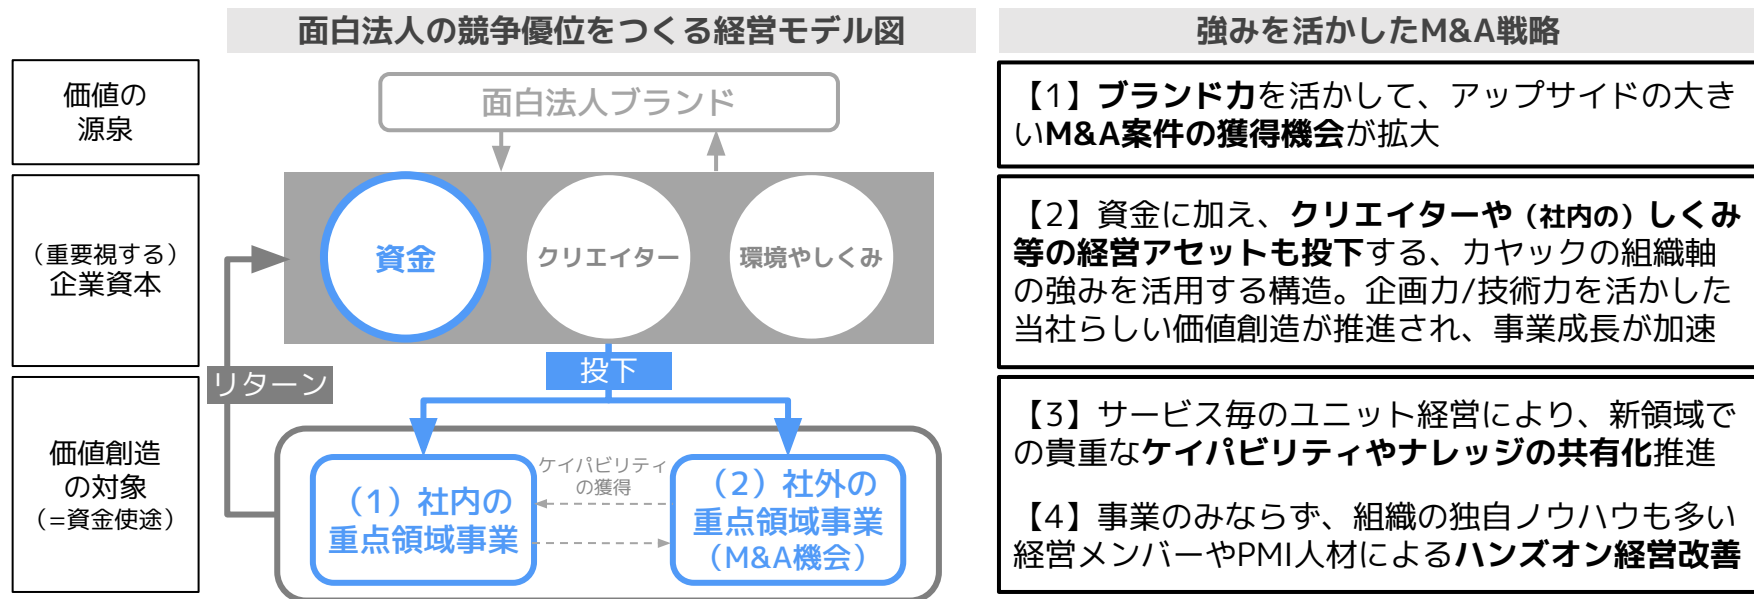 面白法人の競争優位をつくる経営モデル図
強みを活かしたM&A戦略
価値の
源泉
面白法人ブランド
【1】ブランド力を活かして、アップサイドの大き
いM&A案件の獲得機会が拡大
（重要視する）
企業資本
資金
クリエイター
環境やしくみ
【2】資金に加え、クリエイターや（社内の）しくみ
等の経営アセットも投下する、カヤックの組織軸
の強みを活用する構造。企画力/技術力を活かした
当社らしい価値創造が推進され、事業成長が加速
投下
リターン
価値創造
の対象
（=資金使途）
（1）社内の
重点領域事業
ケイパビリティ
の獲得
（2）社外の
重点領域事業
（M&A機会）
【3】サービス毎のユニット経営により、新領域で
の貴重なケイパビリティやナレッジの共有化推進
【4】事業のみならず、組織の独自ノウハウも多い
経営メンバーやPMI人材によるハンズオン経営改善